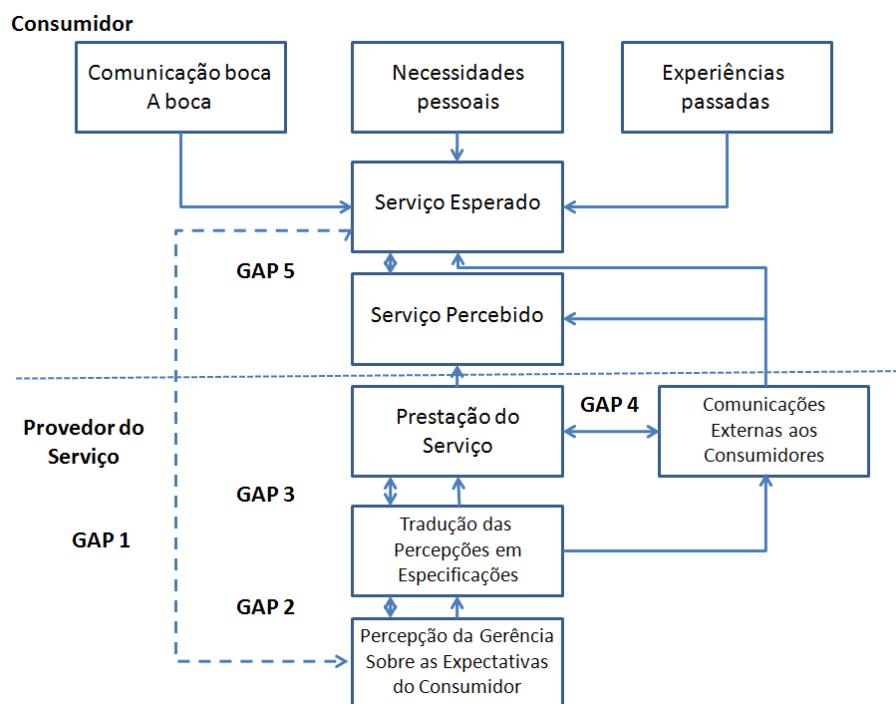 Consumidor
Comunicação boca
A boca
Necessidades
pessoais
Experiências
passadas
Serviço Esperado
GAP 5
Serviço Percebido
Provedor do
Serviço
Prestação do
Serviço
GAP 4
Comunicações
Externas aos
Consumidores
GAP 3
GAP 1
Tradução das
Percepções em
Especificações
GAP 2
Percepção da Gerência
Sobre as Expectativas
do Consumidor